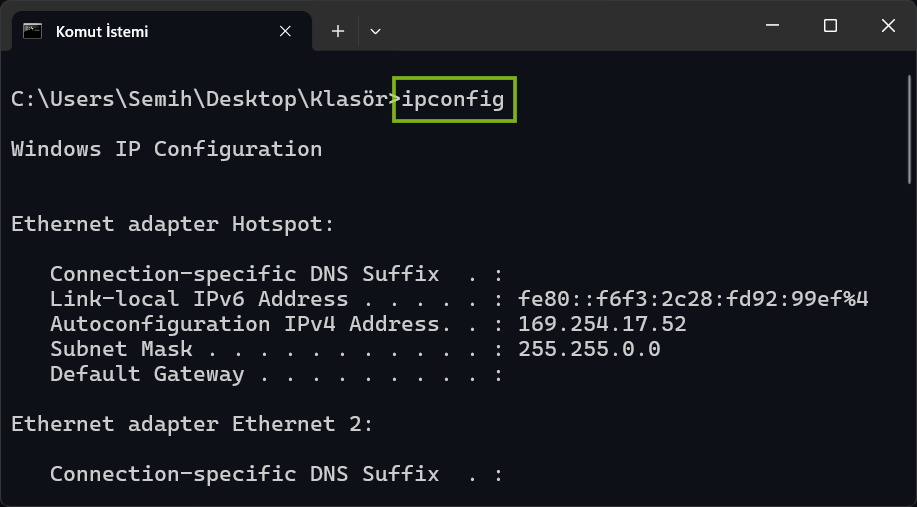 Komut İstemi
C:\Users\Semih\Desktop\Klasör>ipconfig
Windows IP Configuration
Ethernet adapter Hotspot:
Connection-specific DNS Suffix  . :
Link-local IPv6 Address . . . . . : fe80::f6f3:2c28:fd92:99ef%4
Autoconfiguration IPv4 Address. . : 169.254.17.52
Subnet Mask . . . . . . . . . . . : 255.255.0.0
Default Gateway . . . . . . . . . :
Ethernet adapter Ethernet 2:
Connection-specific DNS Suffix  . :